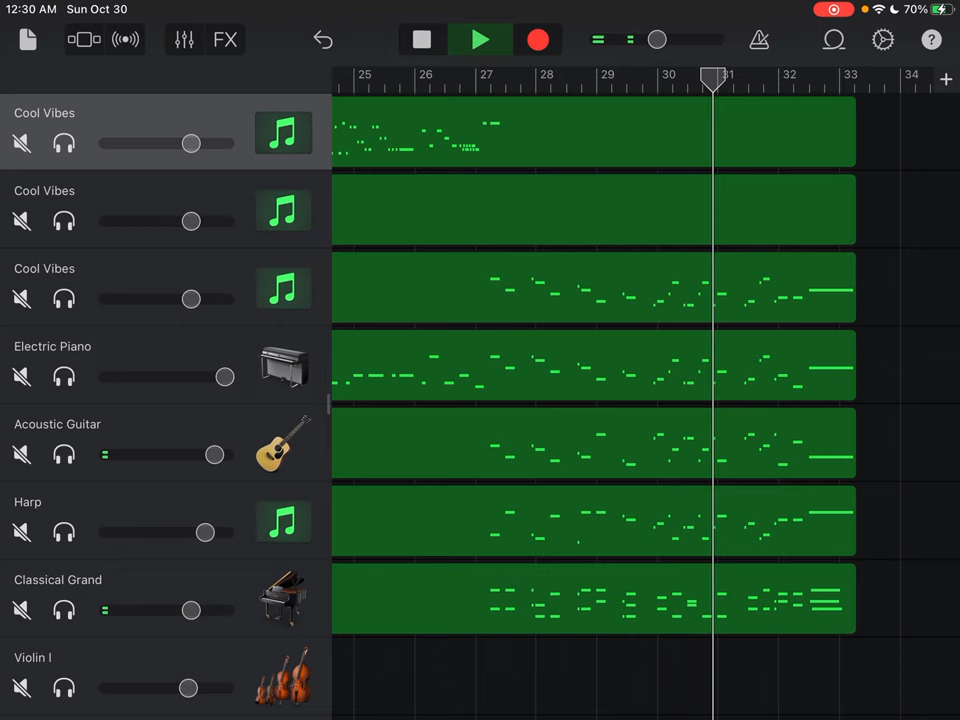 12:30 AM Sun Oct 30
70%
FX
?
25 26 27 28 29 30 31 32 33 34 +
Cool Vibes
Cool Vibes
Cool Vibes
Electric Piano
Acoustic Guitar
Harp
Classical Grand
Violin I